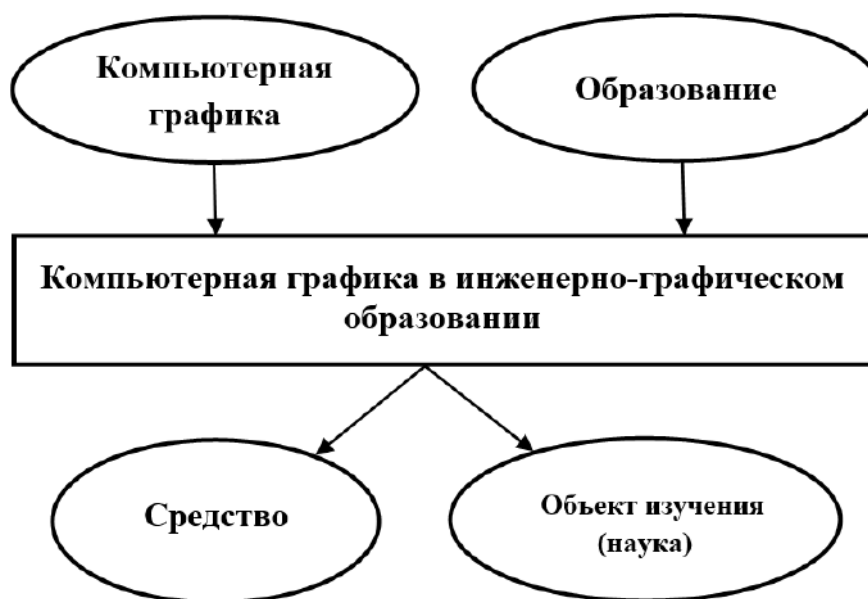 Компьютерная
графика
Образование
Компьютерная графика в инженерно-графическом
образовании
Средство
Объект изучения
(наука)